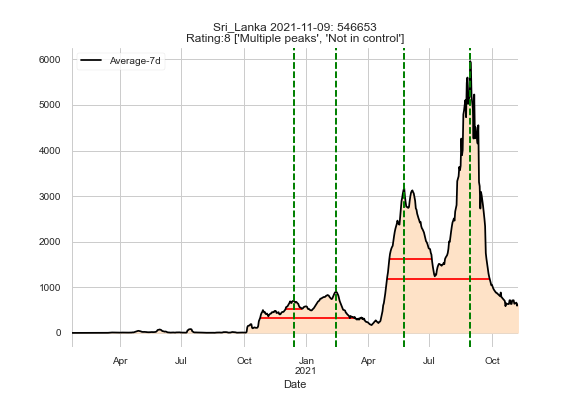 Sri_Lanka 2021-11-09: 546653
Rating:8 ['Multiple peaks', 'Not in control']
Average-7d
6000
5000
4000
3000
2000
1000
0
Apr Jul Oct Jan Apr Jul Oct
2021
Date